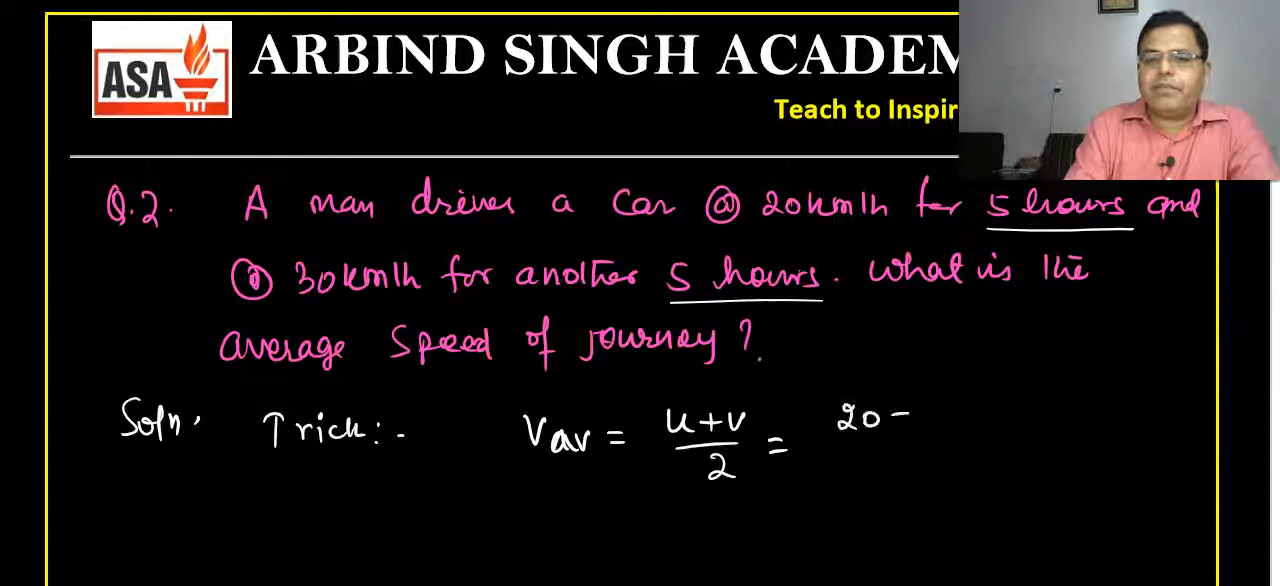 ASA
ARBIND SINGH ACADEM
Teach to Inspir
Q.2. A man drives a car @ 20km/h for 5 hours and
@ 30km/h for another 5 hours. What is the
average speed of journey?
Soln. Trick:- Vav = u+v/2 = 20-